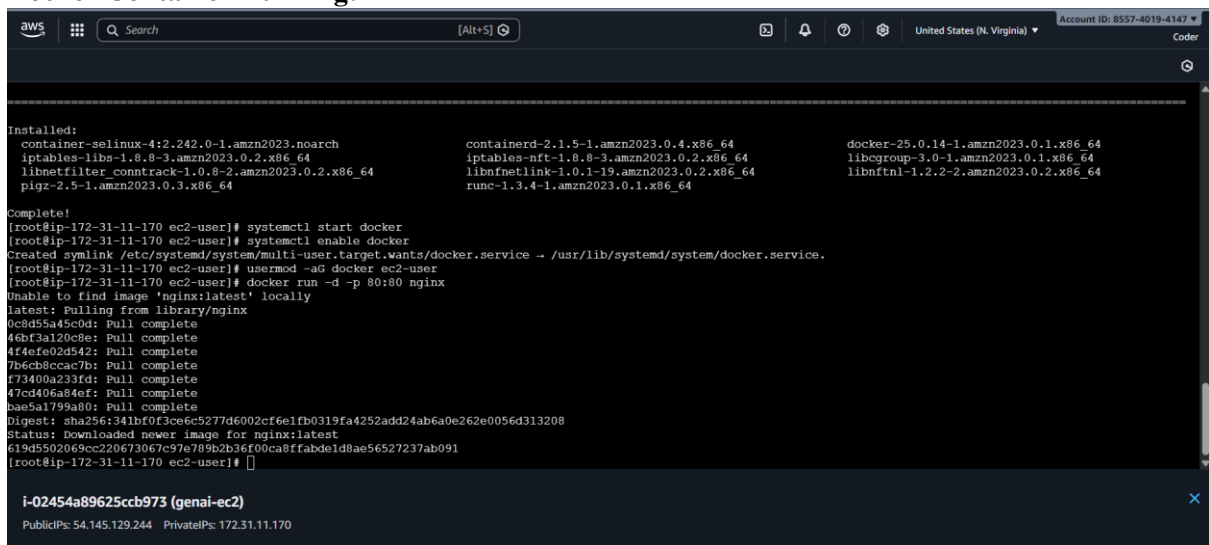 aws
Search
[Alt+S]
United States (N. Virginia) ▼
Account ID: 8557-4019-4147 ▼
Coder
Installed:
container-selinux-4:2.242.0-1.amzn2023.noarch containerd-2.1.5-1.amzn2023.0.4.x86_64 docker-25.0.14-1.amzn2023.0.1.x86_64
iptables-libs-1.8.8-3.amzn2023.0.2.x86_64 iptables-nft-1.8.8-3.amzn2023.0.2.x86_64 libcgroup-3.0-1.amzn2023.0.1.x86_64
libnetfilter_conntrack-1.0.8-2.amzn2023.0.2.x86_64 libnfnetlink-1.0.1-19.amzn2023.0.2.x86_64 libnftnl-1.2.2-2.amzn2023.0.2.x86_64
pigz-2.5-1.amzn2023.0.3.x86_64 runc-1.3.4-1.amzn2023.0.1.x86_64
Complete!
[root@ip-172-31-11-170 ec2-user]# systemctl start docker
[root@ip-172-31-11-170 ec2-user]# systemctl enable docker
Created symlink /etc/systemd/system/multi-user.target.wants/docker.service → /usr/lib/systemd/system/docker.service.
[root@ip-172-31-11-170 ec2-user]# usermod -aG docker ec2-user
[root@ip-172-31-11-170 ec2-user]# docker run -d -p 80:80 nginx
Unable to find image 'nginx:latest' locally
latest: Pulling from library/nginx
0c8d55a45c0d: Pull complete
46bf3a120c8e: Pull complete
4f4efe02d542: Pull complete
7b6cb8ccac7b: Pull complete
f73400a233fd: Pull complete
47cd406a84ef: Pull complete
bae5a1799a80: Pull complete
Digest: sha256:341bf0f3ce6c5277d6002cf6e1fb0319fa4252add24ab6a0e262e0056d313208
Status: Downloaded newer image for nginx:latest
619d5502069cc220673067c97e789b2b36f00ca8ffabde1d8ae56527237ab091
[root@ip-172-31-11-170 ec2-user]#
i-02454a89625ccb973 (genai-ec2)
PublicIPs: 54.145.129.244 PrivateIPs: 172.31.11.170